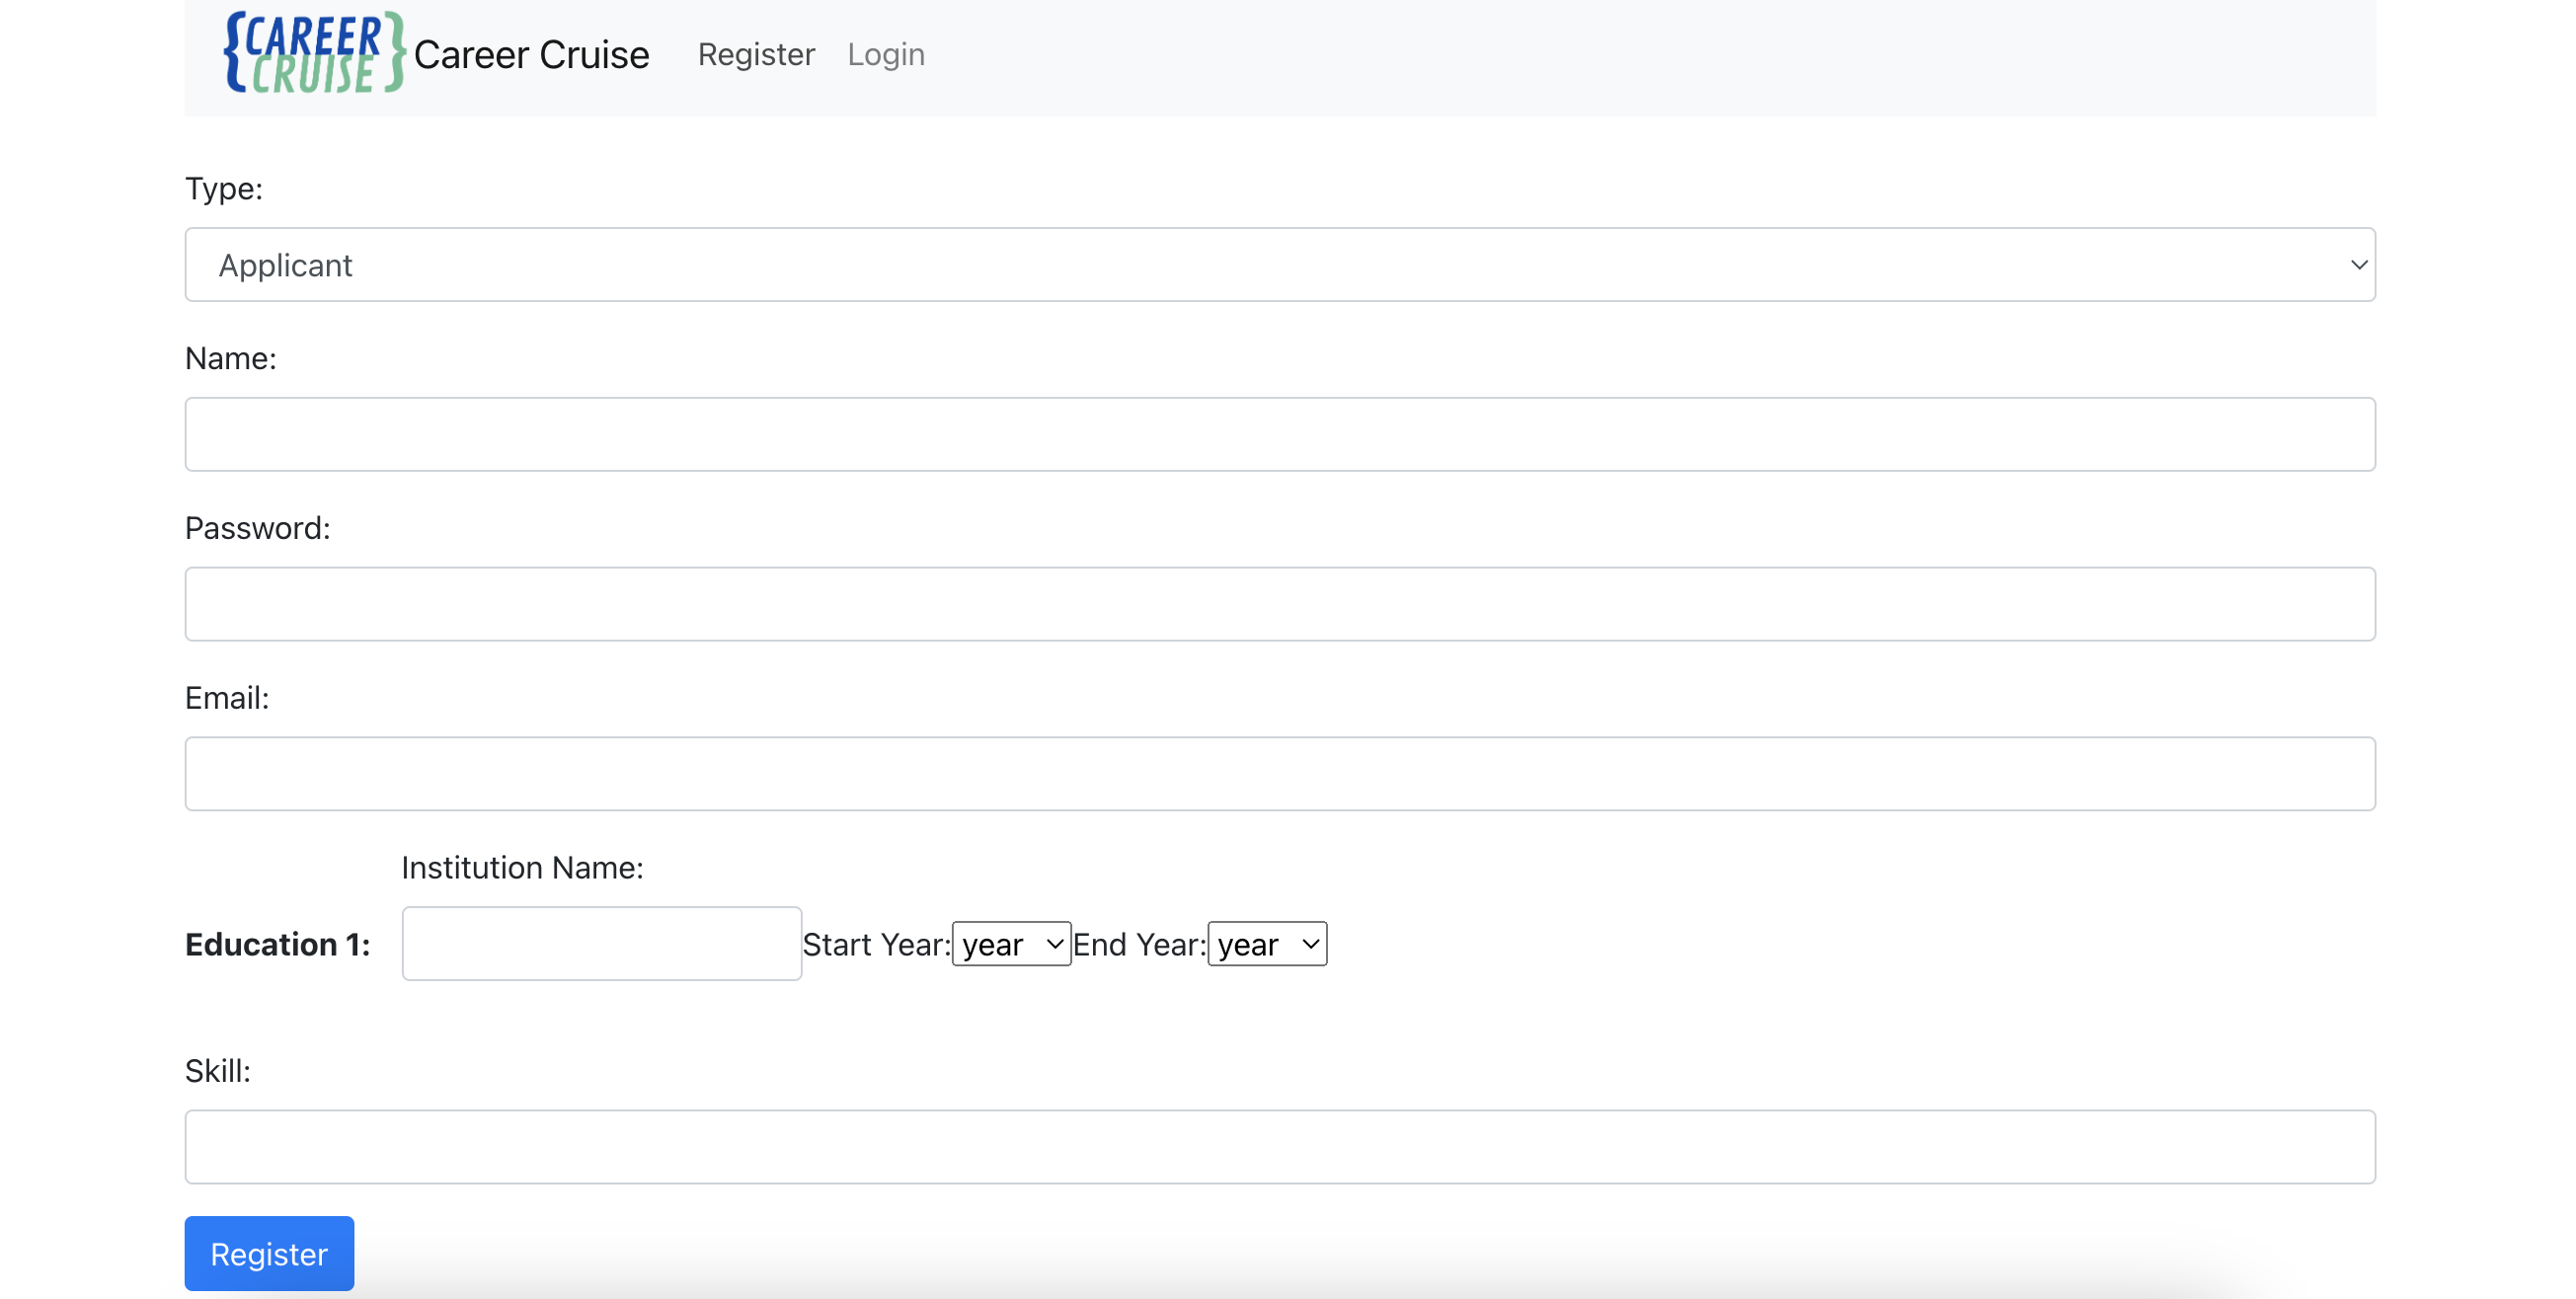 {CAREER CRUISE} Career Cruise Register Login
Type:
Applicant
Name:
Password:
Email:
Institution Name:
Education 1: Start Year: year End Year: year
Skill:
Register